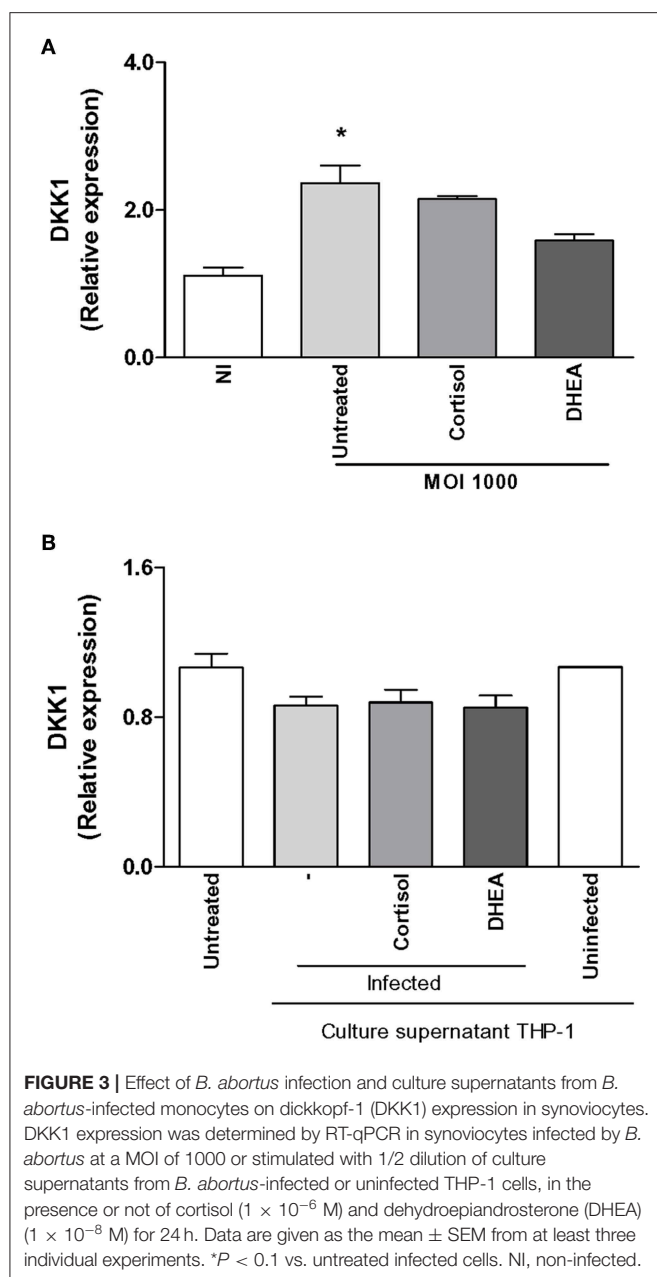 A
4.0
2.0
0.0
DKK1
(Relative expression)
*
NI
Untreated
Cortisol
DHEA
MOI 1000
B
1.6
0.8
0.0
DKK1
(Relative expression)
Untreated
-
Cortisol
DHEA
Uninfected
Infected
Culture supernatant THP-1
FIGURE 3 | Effect of B. abortus infection and culture supernatants from B.
abortus-infected monocytes on dickkopf-1 (DKK1) expression in synoviocytes.
DKK1 expression was determined by RT-qPCR in synoviocytes infected by B.
abortus at a MOI of 1000 or stimulated with 1/2 dilution of culture
supernatants from B. abortus-infected or uninfected THP-1 cells, in the
presence or not of cortisol (1 × 10⁻⁶ M) and dehydroepiandrosterone (DHEA)
(1 × 10⁻⁸ M) for 24 h. Data are given as the mean ± SEM from at least three
individual experiments. *P < 0.1 vs. untreated infected cells. NI, non-infected.